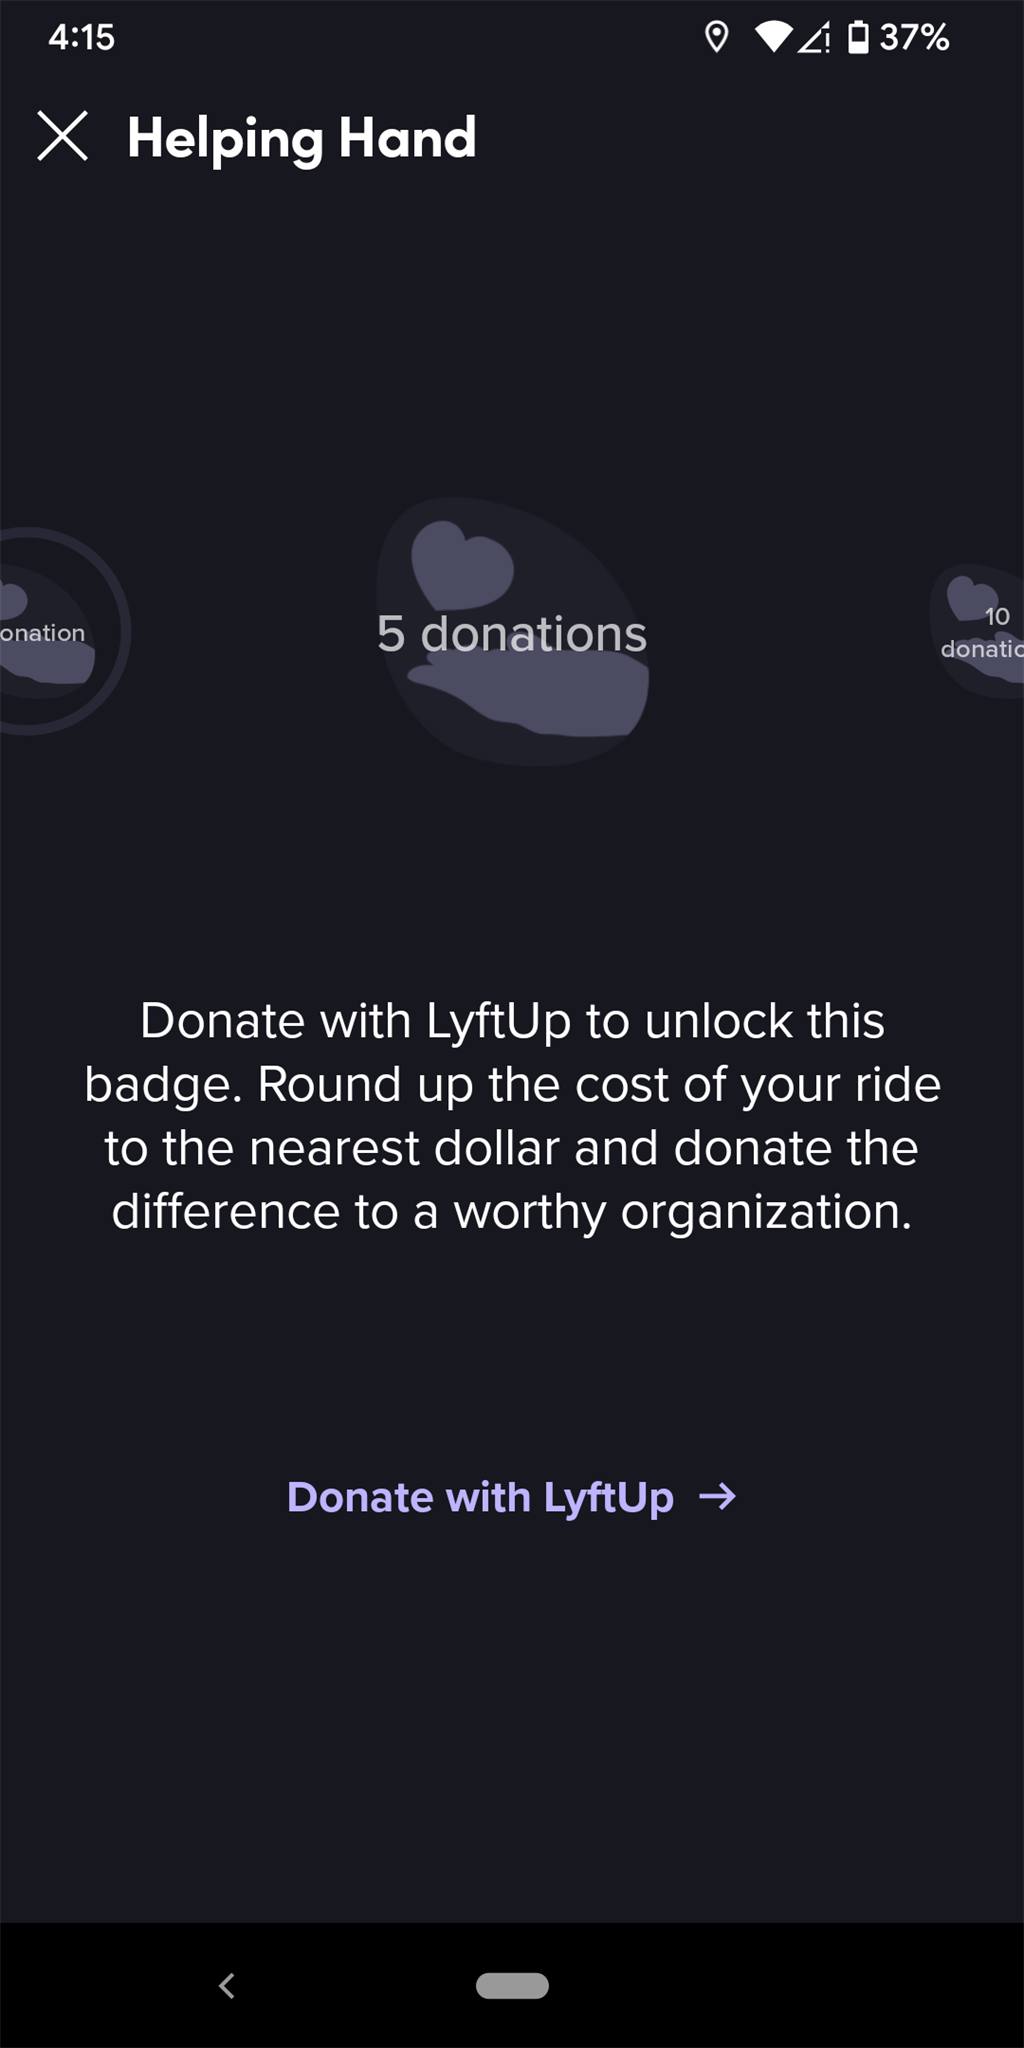 4:15
37%
Helping Hand
onation
5 donations
10
donatio
Donate with LyftUp to unlock this
badge. Round up the cost of your ride
to the nearest dollar and donate the
difference to a worthy organization.
Donate with LyftUp →